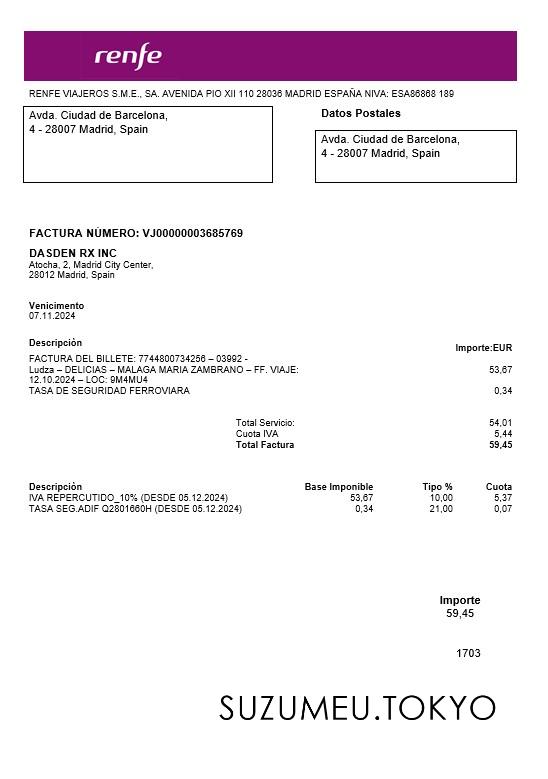 renfe
RENFE VIAJEROS S.M.E., SA. AVENIDA PIO XII 110 28036 MADRID ESPAÑA NIVA: ESA86868 189
Avda. Ciudad de Barcelona,
4 - 28007 Madrid, Spain
Datos Postales
Avda. Ciudad de Barcelona,
4 - 28007 Madrid, Spain
FACTURA NÚMERO: VJ00000003685769
DASDEN RX INC
Atocha, 2, Madrid City Center,
28012 Madrid, Spain
Venicimento
07.11.2024
Descripción Importe:EUR
FACTURA DEL BILLETE: 7744800734256 – 03992 -
Ludza – DELICIAS – MALAGA MARIA ZAMBRANO – FF. VIAJE: 53,67
12.10.2024 – LOC: 9M4MU4
TASA DE SEGURIDAD FERROVIARA 0,34
Total Servicio: 54,01
Cuota IVA 5,44
Total Factura 59,45
Descripción Base Imponible Tipo % Cuota
IVA REPERCUTIDO_10% (DESDE 05.12.2024) 53,67 10,00 5,37
TASA SEG.ADIF Q2801660H (DESDE 05.12.2024) 0,34 21,00 0,07
Importe
59,45
1703
SUZUMEU.TOKYO